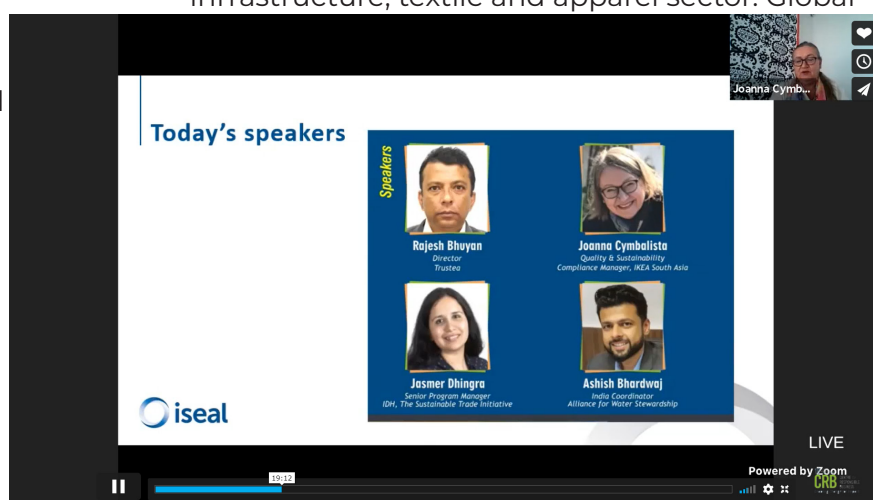 infrastructure, textile and apparel sector. Global
Joanna Cymb...
Today's speakers
Speakers
Rajesh Bhuyan
Director
Trustea
Joanna Cymbalista
Quality & Sustainability
Compliance Manager, IKEA South Asia
Jasmer Dhingra
Senior Program Manager
IDH, The Sustainable Trade Initiative
Ashish Bhardwaj
India Coordinator
Alliance for Water Stewardship
iseal
LIVE
Powered by Zoom
CRB
19:12